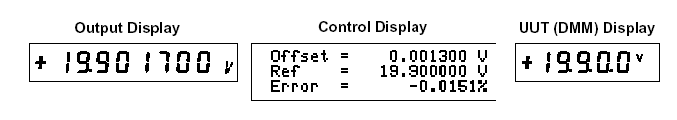 Output Display
+ 19.901700 V
Control Display
Offset = 0.001300 V
Ref = 19.900000 V
Error = -0.0151%
UUT (DMM) Display
+19.900 V